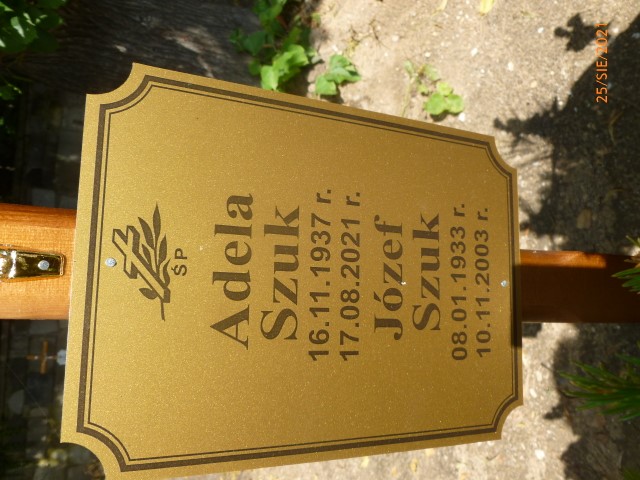 ŚP
Adela
Szuk
16.11.1937 r.
17.08.2021 r.
Józef
Szuk
08.01.1933 r.
10.11.2003 r.
25/SIE/2021